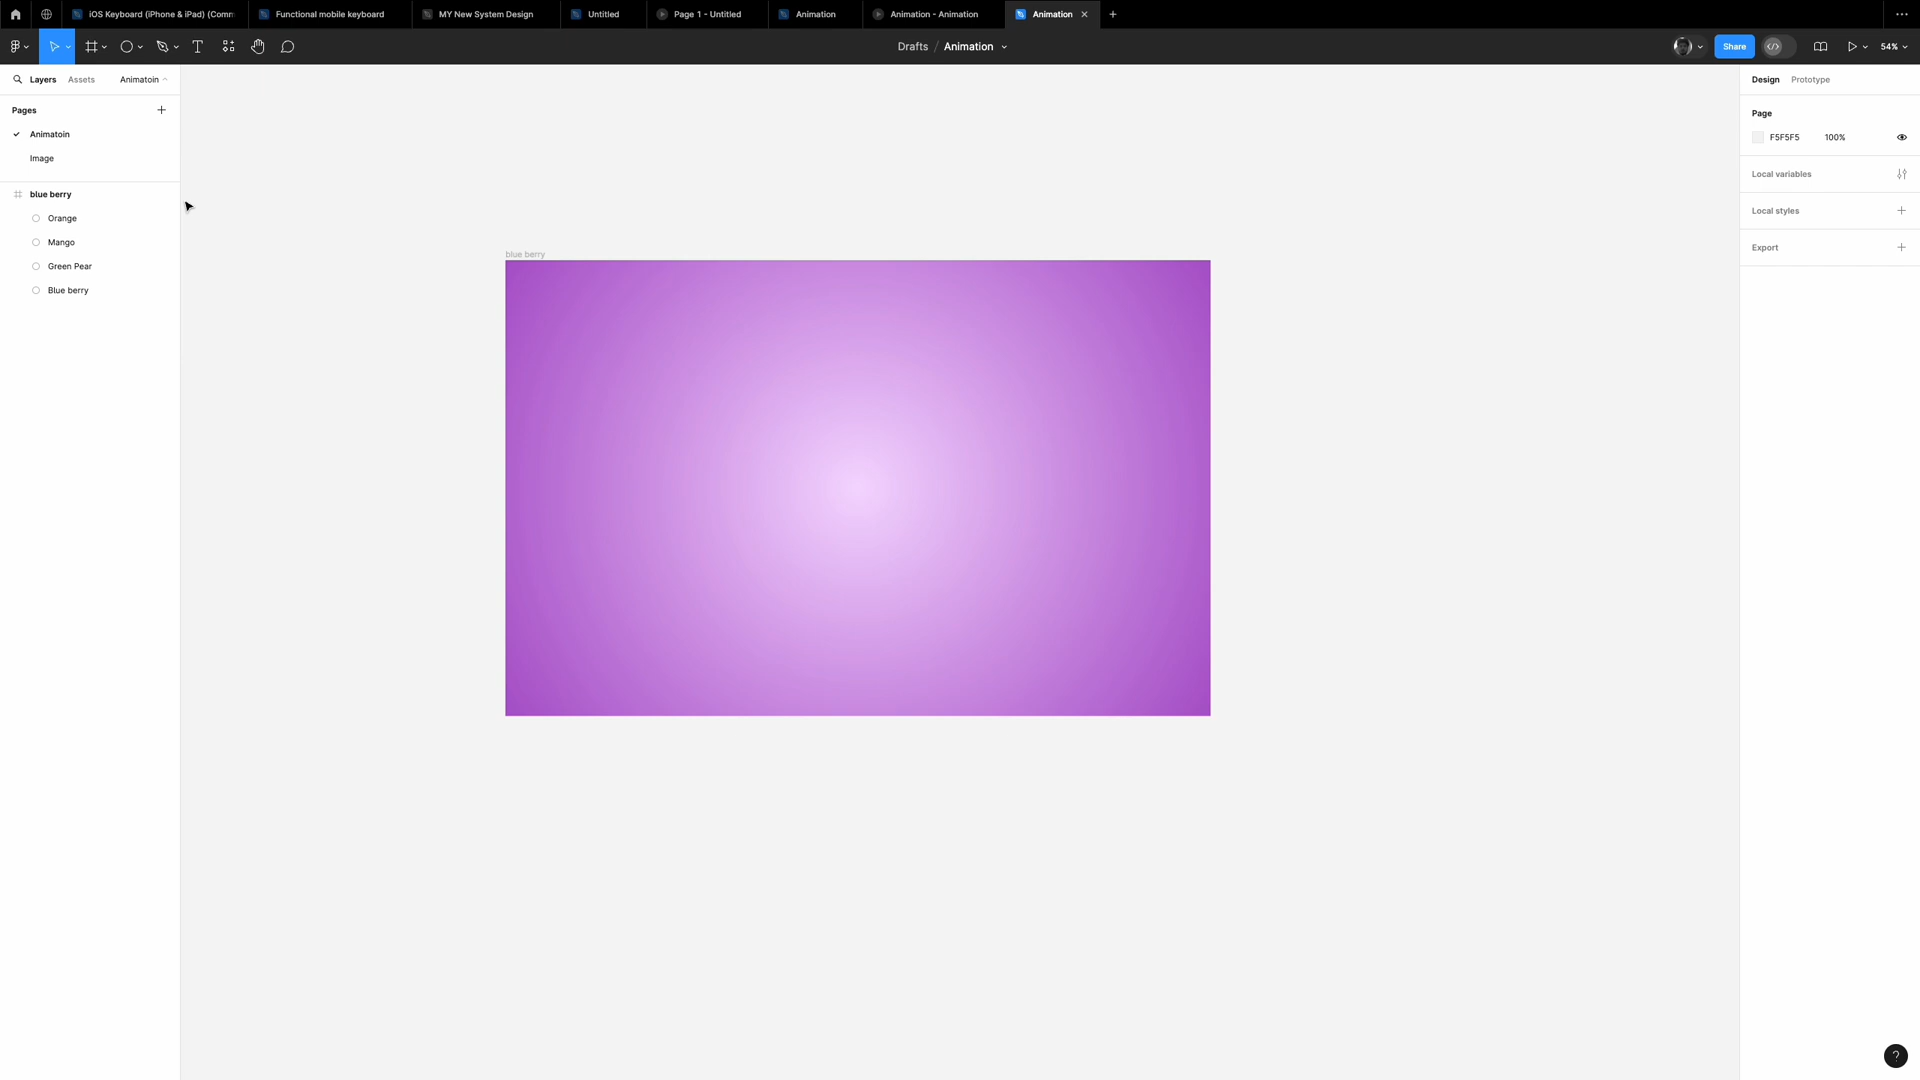 iOS Keyboard (iPhone & iPad) (Comm
Functional mobile keyboard
MY New System Design
Untitled
Page 1 - Untitled
Animation
Animation - Animation
Animation
Drafts / Animation
Share
54%
Layers
Assets
Animatoin
Design
Prototype
Pages
Animatoin
Image
blue berry
Orange
Mango
Green Pear
Blue berry
blue berry
Page
F5F5F5
100%
Local variables
Local styles
Export
?